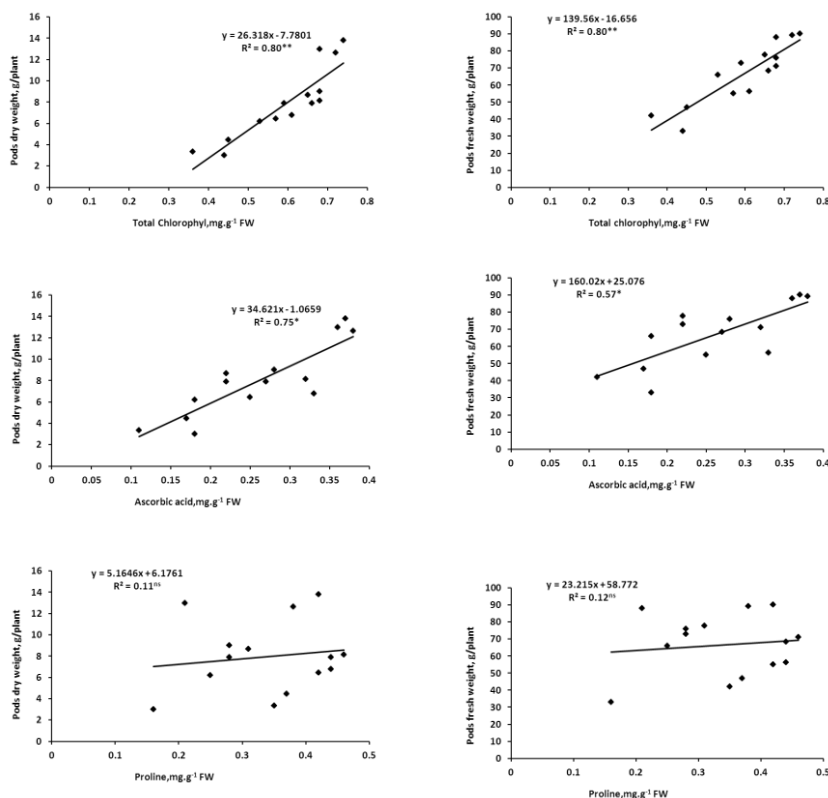 y = 26.318x - 7.7801
R² = 0.80**
Pods dry weight, g/plant
16
14
12
10
8
6
4
2
0
0 0.1 0.2 0.3 0.4 0.5 0.6 0.7 0.8
Total Chlorophyl,mg.g⁻¹ FW
y = 139.56x - 16.656
R² = 0.80**
Pods fresh weight, g/plant
100
90
80
70
60
50
40
30
20
10
0
0 0.1 0.2 0.3 0.4 0.5 0.6 0.7 0.8
Total chlorophyl,mg.g⁻¹ FW
y = 34.621x - 1.0659
R² = 0.75*
Pods dry weight, g/plant
16
14
12
10
8
6
4
2
0
0 0.05 0.1 0.15 0.2 0.25 0.3 0.35 0.4
Ascorbic acid,mg.g⁻¹ FW
y = 160.02x + 25.076
R² = 0.57*
Pods fresh weight, g/plant
100
90
80
70
60
50
40
30
20
10
0
0 0.05 0.1 0.15 0.2 0.25 0.3 0.35 0.4
Ascorbic acid,mg.g⁻¹ FW
y = 5.1646x + 6.1761
R² = 0.11ⁿˢ
Pods dry weight, g/plant
16
14
12
10
8
6
4
2
0
0 0.1 0.2 0.3 0.4 0.5
Proline,mg.g⁻¹ FW
y = 23.215x + 58.772
R² = 0.12ⁿˢ
Pods fresh weight, g/plant
100
90
80
70
60
50
40
30
20
10
0
0 0.1 0.2 0.3 0.4 0.5
Proline,mg.g⁻¹ FW